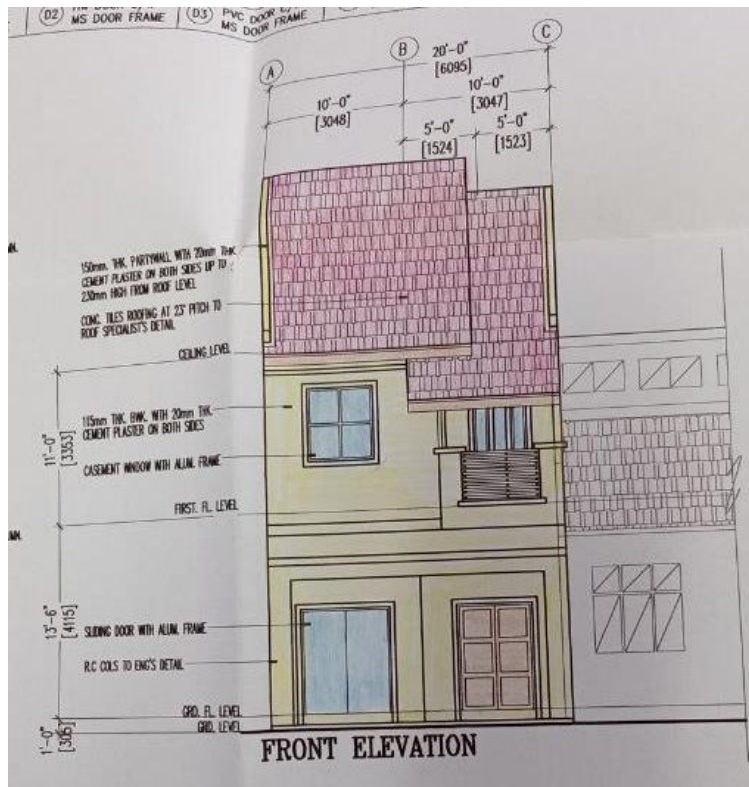 D2
MS DOOR FRAME
D3
PVC DOOR
MS DOOR FRAME
A
B
C
20'-0"
[6095]
10'-0"
[3048]
10'-0"
[3047]
5'-0"
[1524]
5'-0"
[1523]
150mm. THK. PARTYWALL WITH 20mm THK
CEMENT PLASTER ON BOTH SIDES UP TO
230mm HIGH FROM ROOF LEVEL
CONC. TILES ROOFING AT 23° PITCH TO
ROOF SPECIALIST'S DETAIL
CEILING LEVEL
115mm THK. BWK. WITH 20mm THK.
CEMENT PLASTER ON BOTH SIDES
11'-0"
[3353]
CASEMENT WINDOW WITH ALUM. FRAME
FIRST. FL. LEVEL
13'-6"
[4115]
SLIDING DOOR WITH ALUM. FRAME
R.C COLS TO ENG'S DETAIL
GRD. FL. LEVEL
GRD. LEVEL
1'-0"
[305]
FRONT ELEVATION